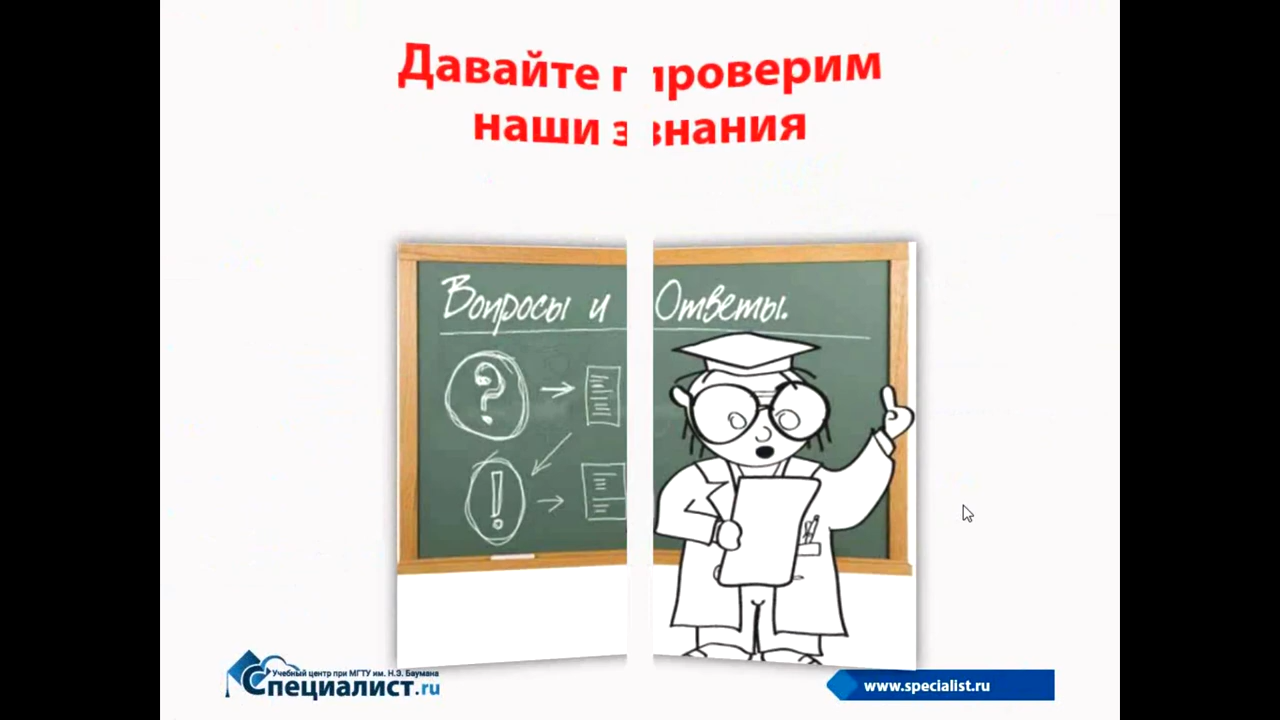 Давайте проверим
наши знания
Вопросы и Ответы.
?
!
Учебный центр при МГТУ им. Н.Э. Баумана
Специалист.ru
www.specialist.ru